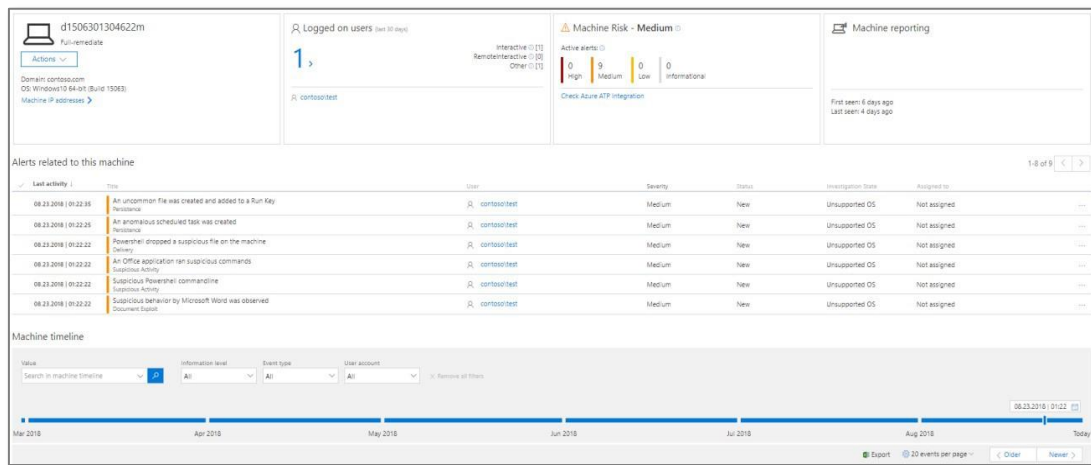 d1506301304622m
Full-remediate
Actions
Domain: contoso.com
OS: Windows10 64-bit (Build 15063)
Machine IP addresses
Logged on users (last 30 days)
1
Interactive [1]
RemoteInteractive [0]
Other [1]
contoso\test
Machine Risk - Medium
Active alerts:
0 High
9 Medium
0 Low
0 Informational
Check Azure ATP Integration
Machine reporting
First seen: 6 days ago
Last seen: 4 days ago
Alerts related to this machine
1-8 of 9
Last activity Title User Severity Status Investigation State Assigned to
08.23.2018 | 01:22:35 An uncommon file was created and added to a Run Key contoso\test Medium New Unsupported OS Not assigned
Persistence
08.23.2018 | 01:22:25 An anomalous scheduled task was created contoso\test Medium New Unsupported OS Not assigned
Persistence
08.23.2018 | 01:22:22 Powershell dropped a suspicious file on the machine contoso\test Medium New Unsupported OS Not assigned
Delivery
08.23.2018 | 01:22:22 An Office application ran suspicious commands contoso\test Medium New Unsupported OS Not assigned
Suspicious Activity
08.23.2018 | 01:22:22 Suspicious Powershell commandline contoso\test Medium New Unsupported OS Not assigned
Suspicious Activity
08.23.2018 | 01:22:22 Suspicious behavior by Microsoft Word was observed contoso\test Medium New Unsupported OS Not assigned
Document Exploit
Machine timeline
Value Information level Event type User account
Search in machine timeline All All All Remove all filters
08.23.2018 | 01:22
Mar 2018 Apr 2018 May 2018 Jun 2018 Jul 2018 Aug 2018 Today
Export 20 events per page Older Newer